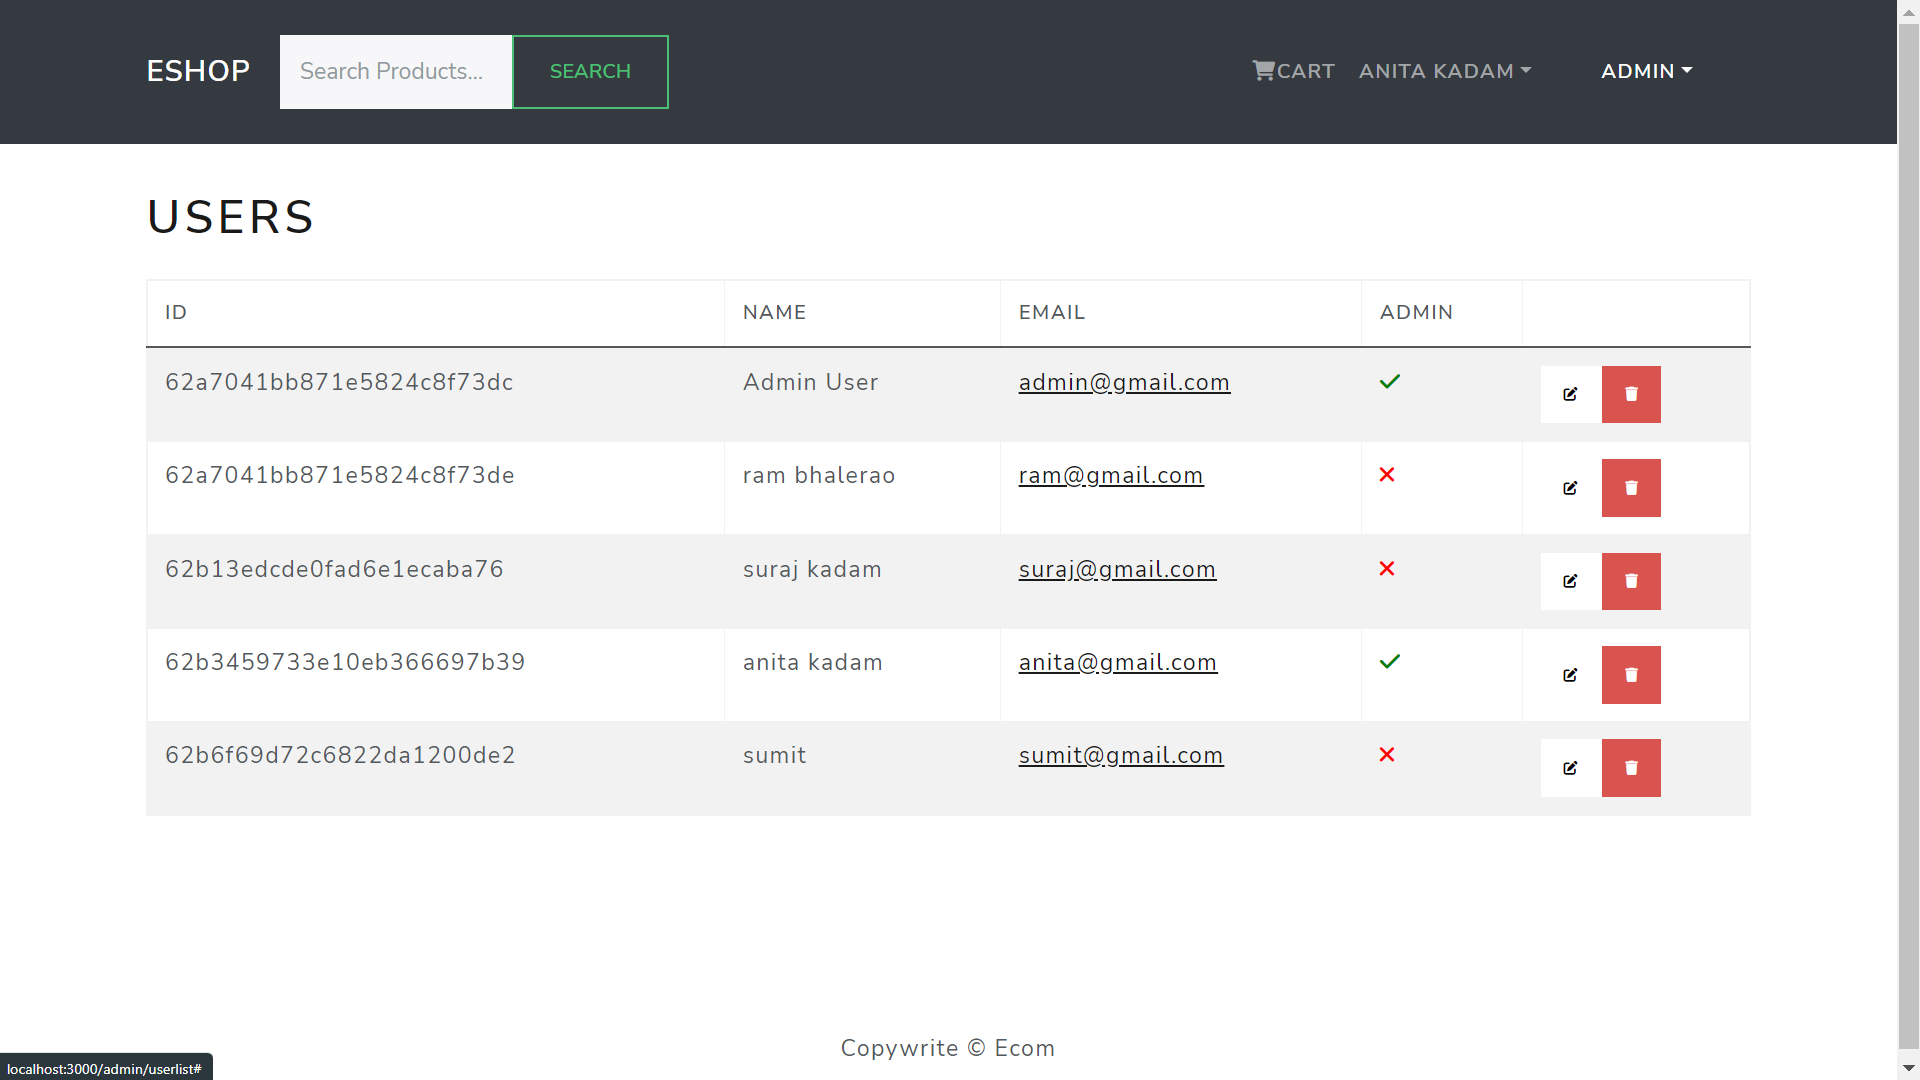 ESHOP Search Products... SEARCH CART ANITA KADAM ADMIN
USERS
ID NAME EMAIL ADMIN
62a7041bb871e5824c8f73dc Admin User admin@gmail.com
62a7041bb871e5824c8f73de ram bhalerao ram@gmail.com
62b13edcde0fad6e1ecaba76 suraj kadam suraj@gmail.com
62b3459733e10eb366697b39 anita kadam anita@gmail.com
62b6f69d72c6822da1200de2 sumit sumit@gmail.com
Copywrite © Ecom
localhost:3000/admin/userlist#